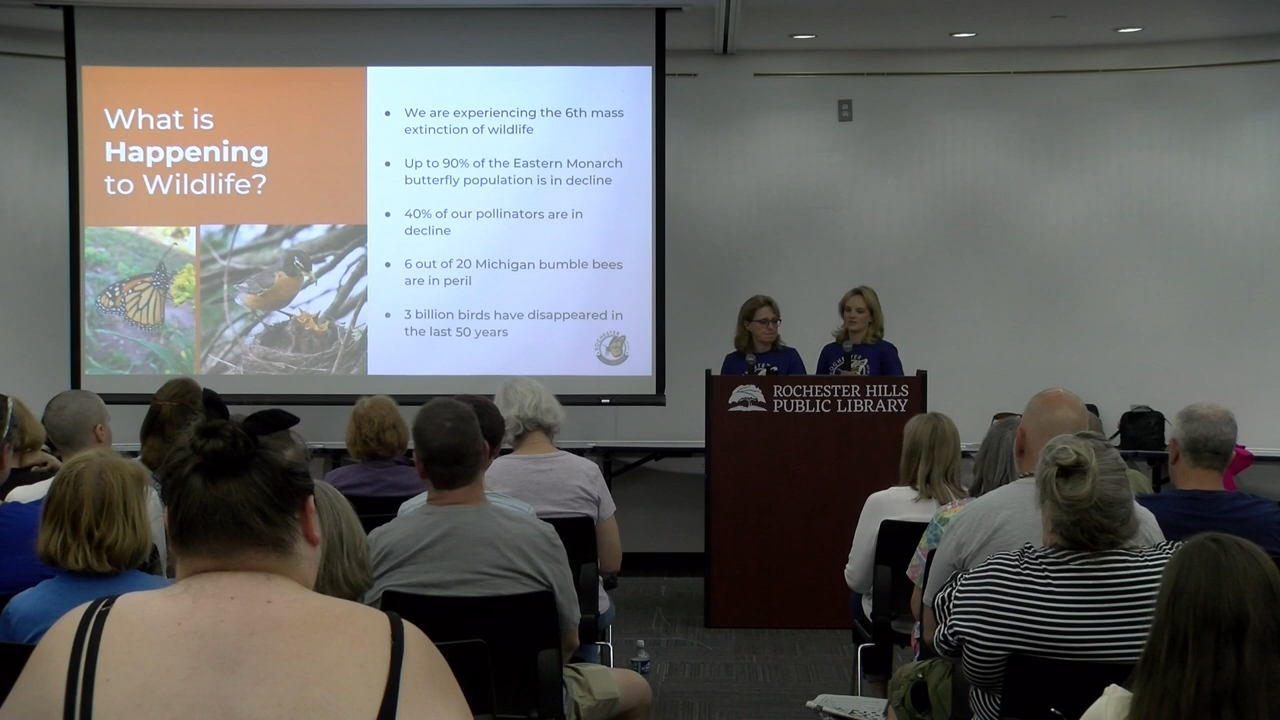 What is
Happening
to Wildlife?
• We are experiencing the 6th mass
extinction of wildlife
• Up to 90% of the Eastern Monarch
butterfly population is in decline
• 40% of our pollinators are in
decline
• 6 out of 20 Michigan bumble bees
are in peril
• 3 billion birds have disappeared in
the last 50 years
ROCHESTER
ROCHESTER HILLS
PUBLIC LIBRARY